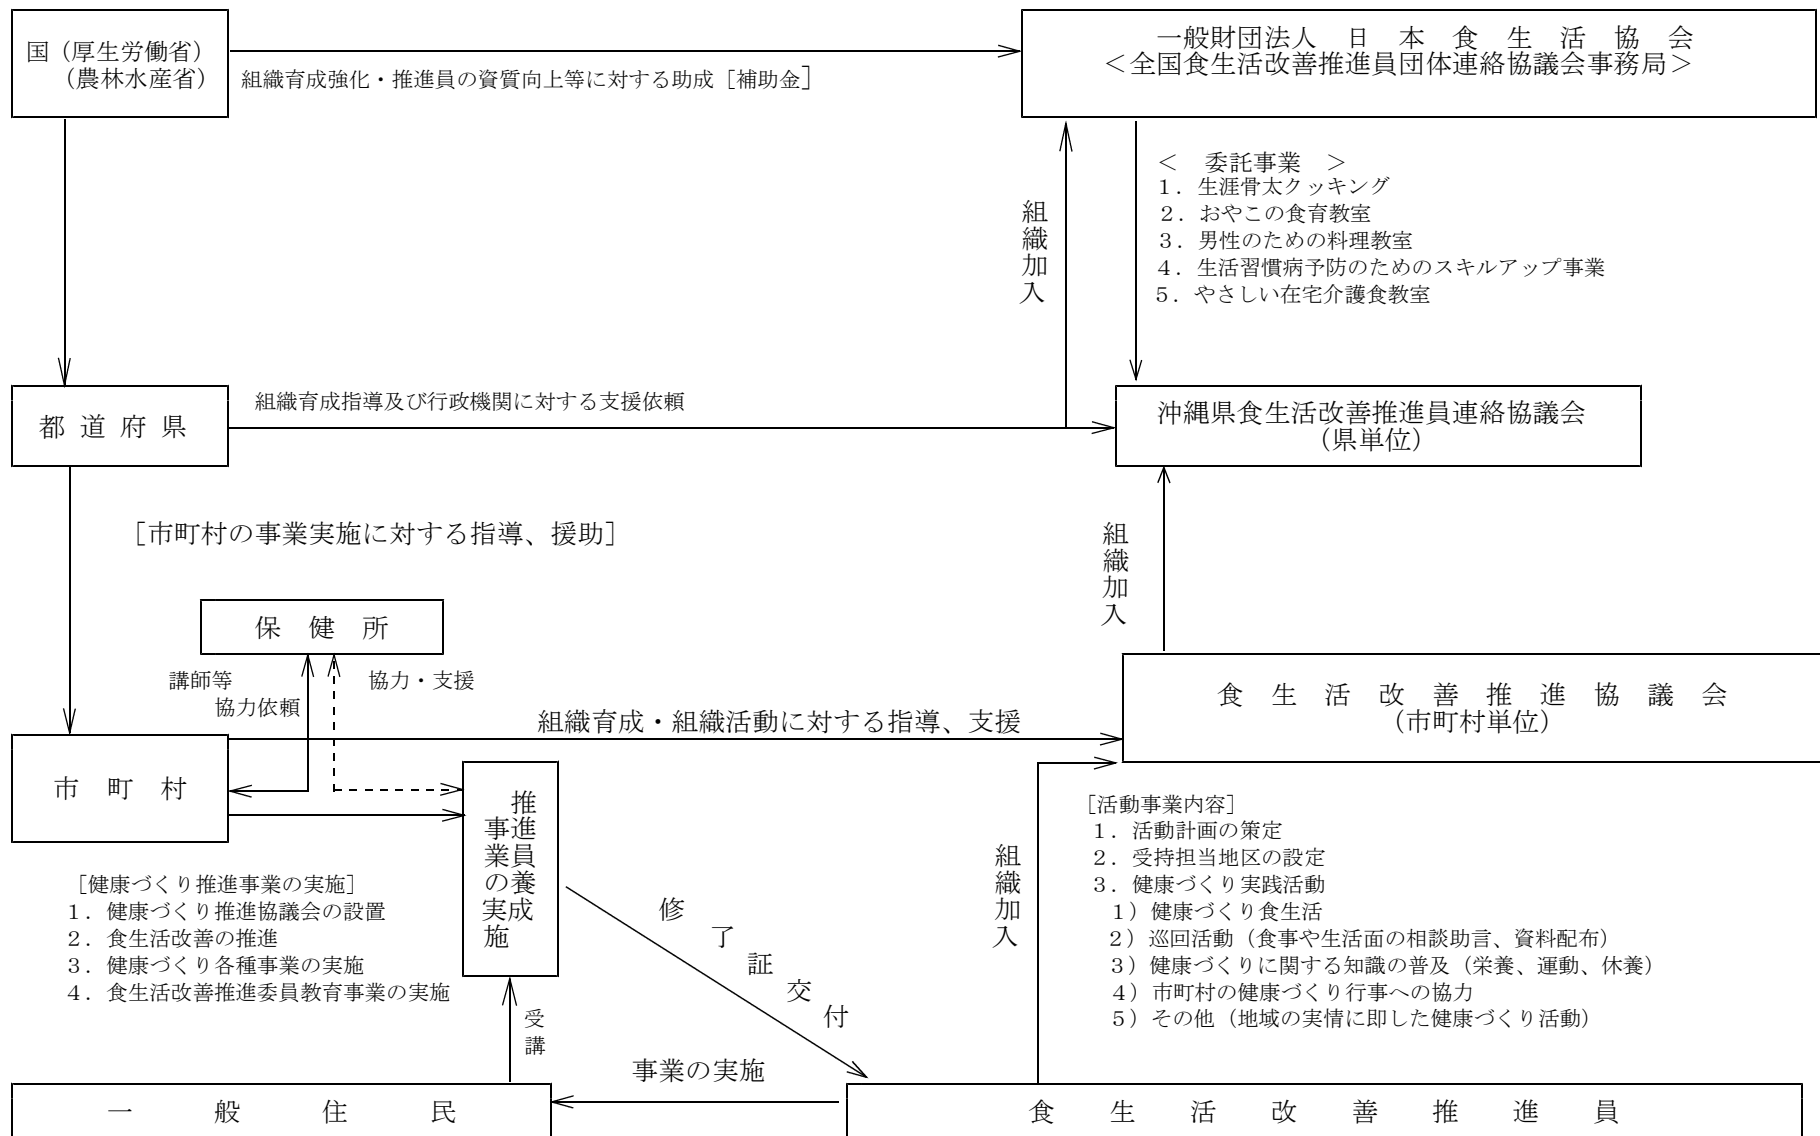 国（厚生労働省）
（農林水産省）
一般財団法人　日　本　食　生　活　協　会
＜全国食生活改善推進員団体連絡協議会事務局＞
組織育成強化・推進員の資質向上等に対する助成［補助金］
＜　委託事業　＞
１．生涯骨太クッキング
２．おやこの食育教室
３．男性のための料理教室
４．生活習慣病予防のためのスキルアップ事業
５．やさしい在宅介護食教室
組織加入
都　道　府　県
組織育成指導及び行政機関に対する支援依頼
沖縄県食生活改善推進員連絡協議会
（県単位）
［市町村の事業実施に対する指導、援助］
組織加入
保　健　所
講師等
協力依頼
協力・支援
組織育成・組織活動に対する指導、支援
食　生　活　改　善　推　進　協　議　会
（市町村単位）
市　町　村
推進員の養成
事業の実施
［健康づくり推進事業の実施］
１．健康づくり推進協議会の設置
２．食生活改善の推進
３．健康づくり各種事業の実施
４．食生活改善推進委員教育事業の実施
修了証交付
組織加入
［活動事業内容］
１．活動計画の策定
２．受持担当地区の設定
３．健康づくり実践活動
１）健康づくり食生活
２）巡回活動（食事や生活面の相談助言、資料配布）
３）健康づくりに関する知識の普及（栄養、運動、休養）
４）市町村の健康づくり行事への協力
５）その他（地域の実情に即した健康づくり活動）
受講
事業の実施
一　般　住　民
食　生　活　改　善　推　進　員